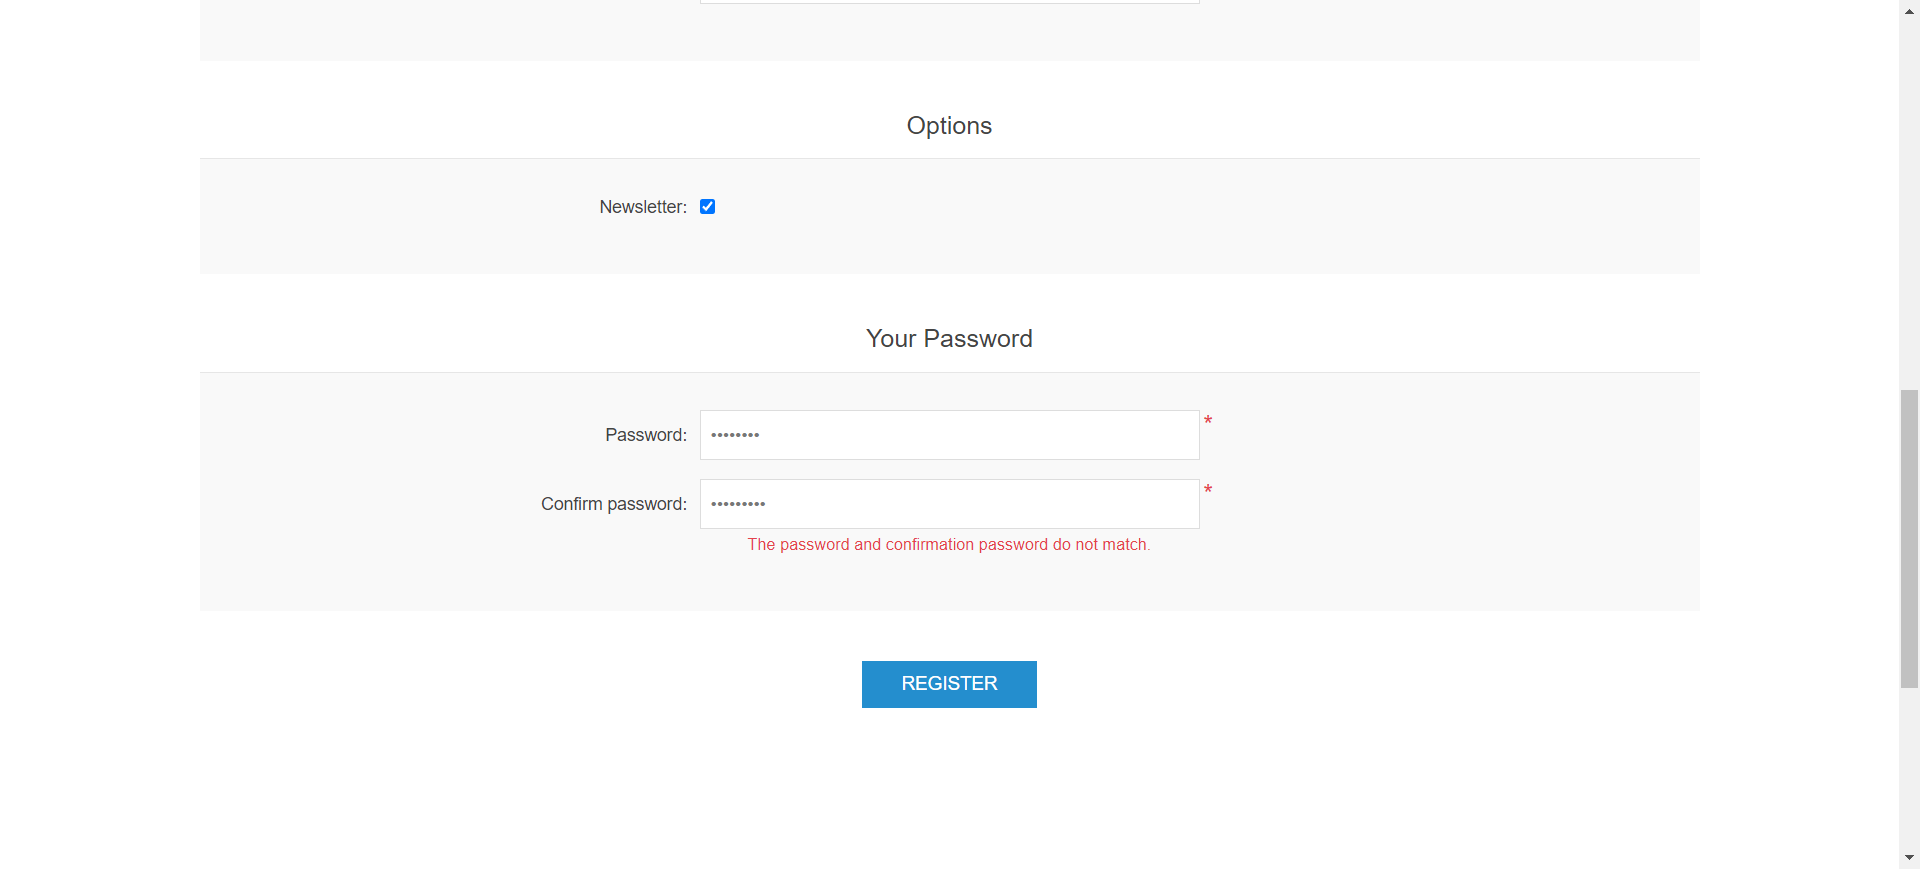 Options
Newsletter:
Your Password
Password: •••••••• *
Confirm password: ••••••••• *
The password and confirmation password do not match.
REGISTER